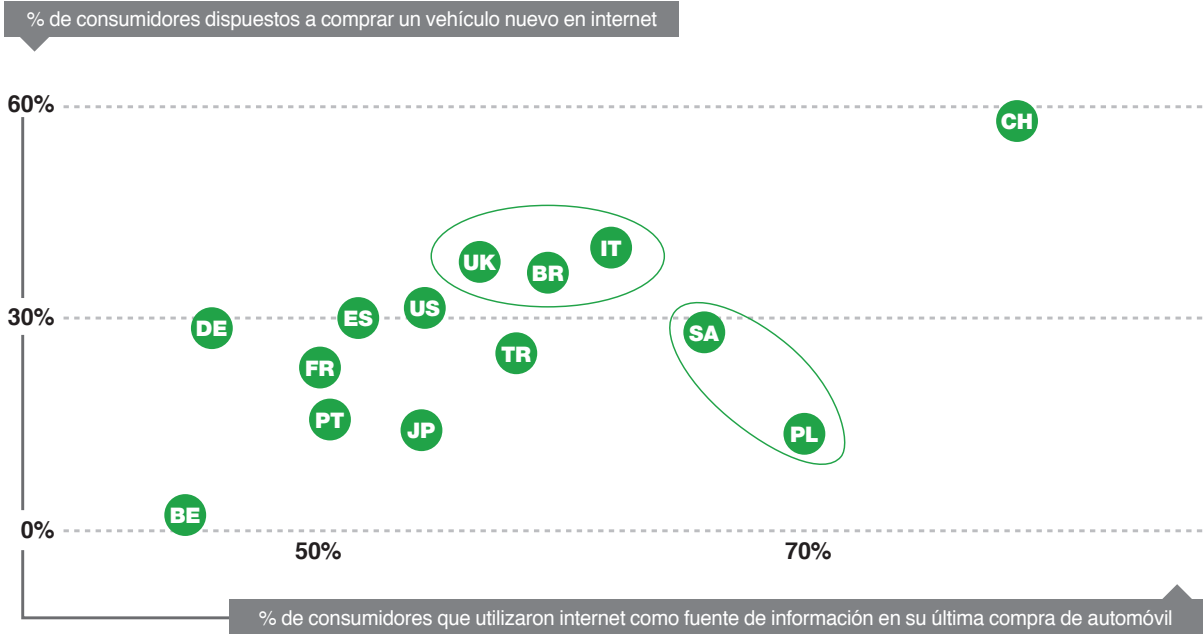 % de consumidores dispuestos a comprar un vehículo nuevo en internet
60%
CH
IT
UK
BR
US
30%
ES
DE
SA
TR
FR
PT
JP
PL
BE
0%
50%
70%
% de consumidores que utilizaron internet como fuente de información en su última compra de automóvil